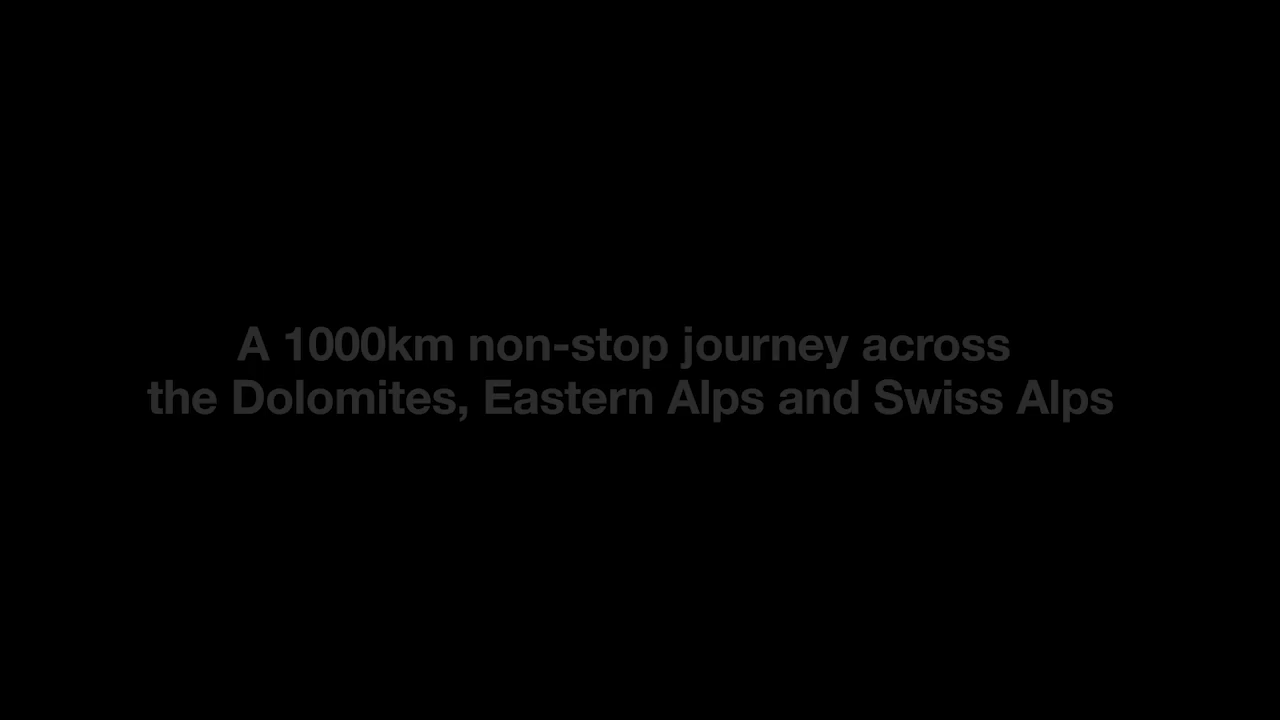 A 1000km non-stop journey across
the Dolomites, Eastern Alps and Swiss Alps